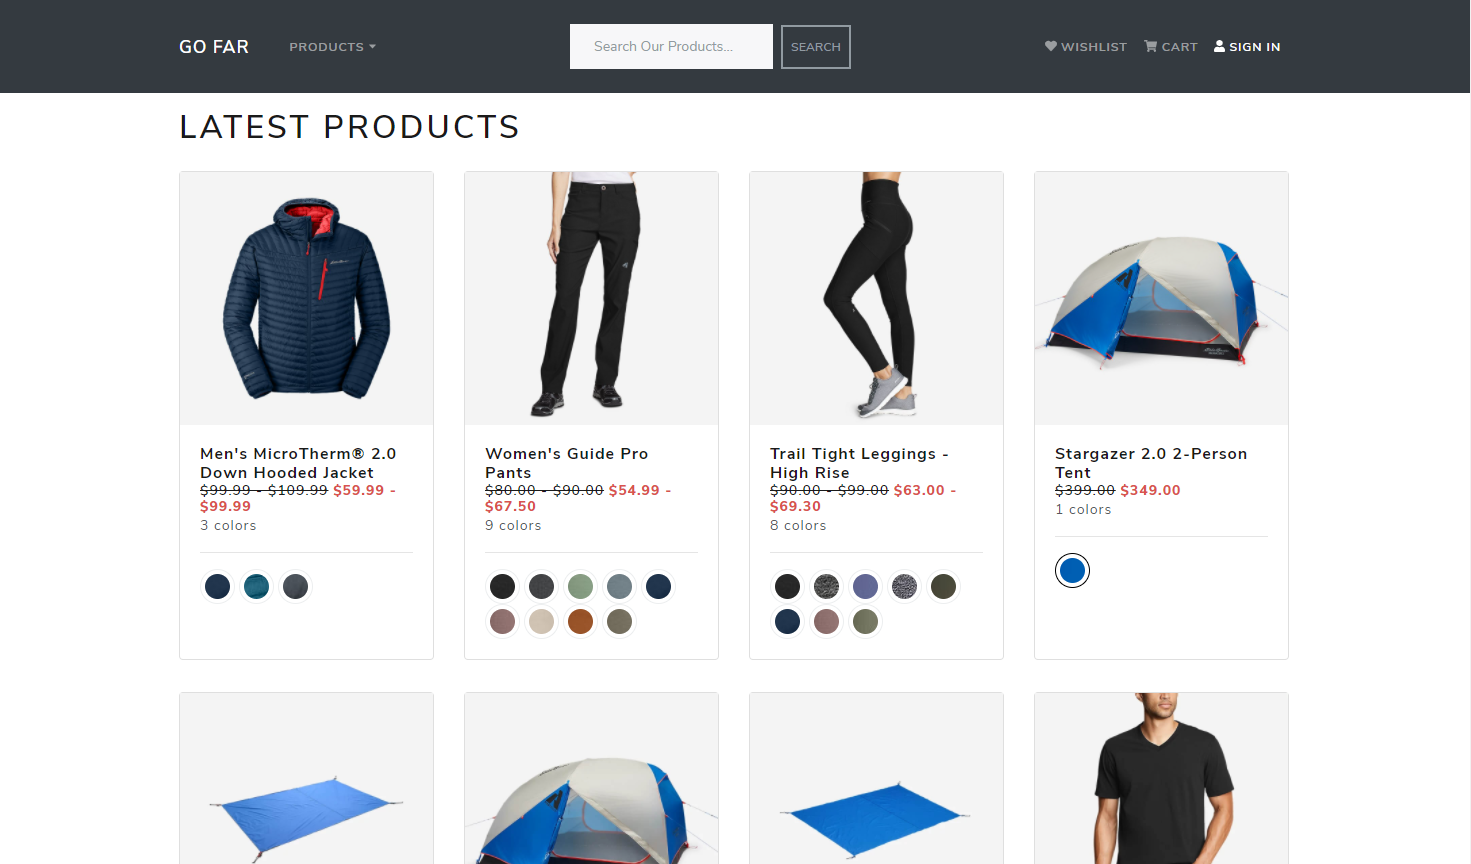 GO FAR
PRODUCTS
Search Our Products...
SEARCH
WISHLIST
CART
SIGN IN
LATEST PRODUCTS
Men's MicroTherm® 2.0
Down Hooded Jacket
$99.99 - $109.99 $59.99 -
$99.99
3 colors
Women's Guide Pro
Pants
$80.00 - $90.00 $54.99 -
$67.50
9 colors
Trail Tight Leggings -
High Rise
$90.00 - $99.00 $63.00 -
$69.30
8 colors
Stargazer 2.0 2-Person
Tent
$399.00 $349.00
1 colors